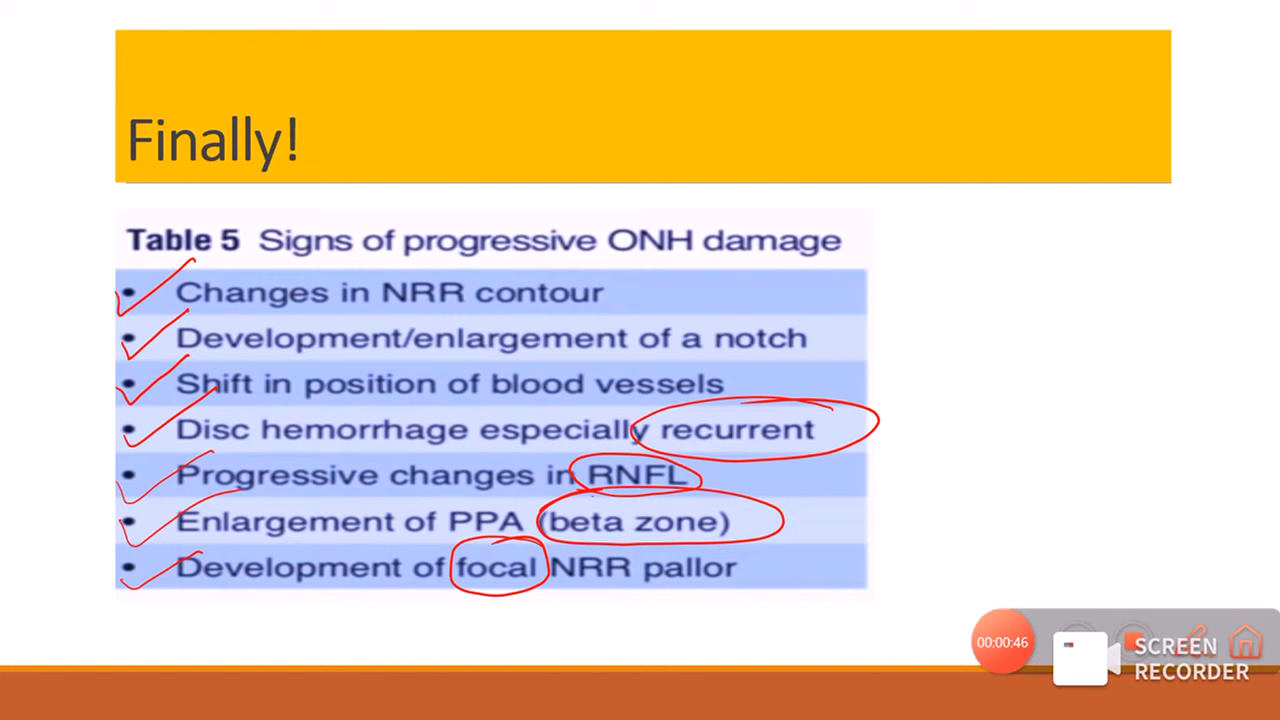 Finally!
Table 5 Signs of progressive ONH damage
• Changes in NRR contour
• Development/enlargement of a notch
• Shift in position of blood vessels
• Disc hemorrhage especially recurrent
• Progressive changes in RNFL
• Enlargement of PPA (beta zone)
• Development of focal NRR pallor
00:00:46
SCREEN
RECORDER